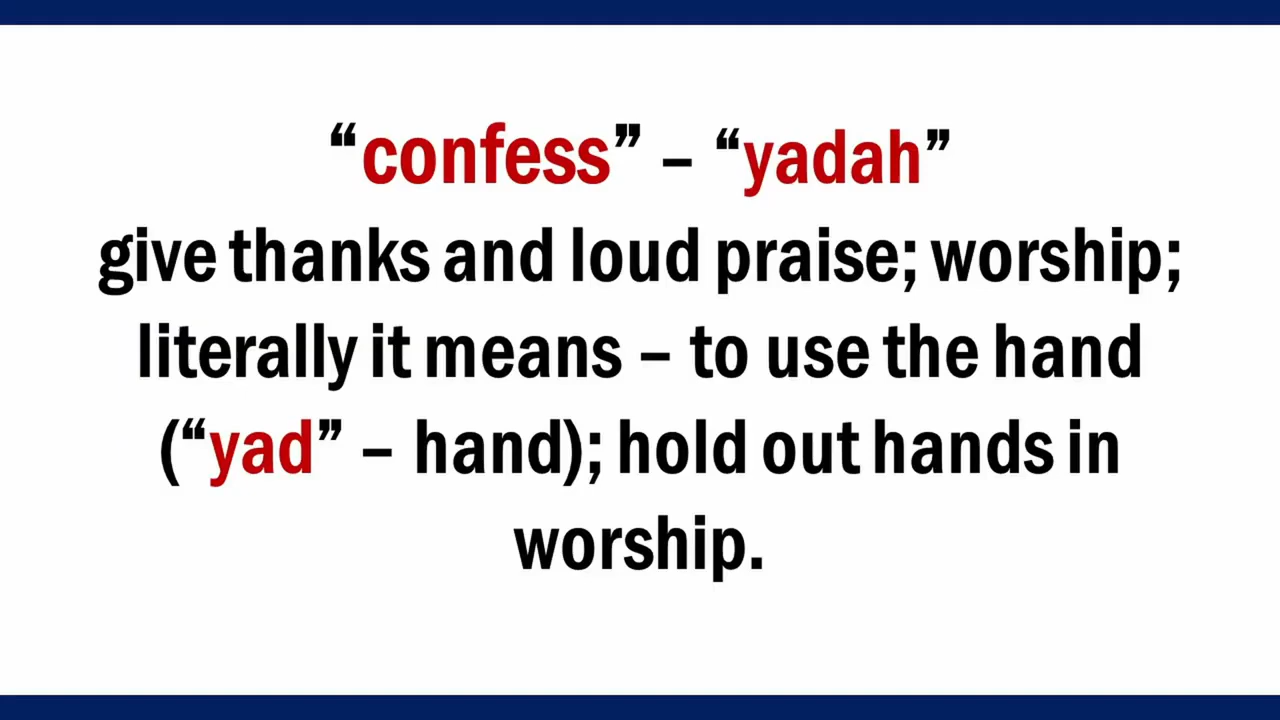 “confess” – “yadah”
give thanks and loud praise; worship;
literally it means – to use the hand
(“yad” – hand); hold out hands in
worship.